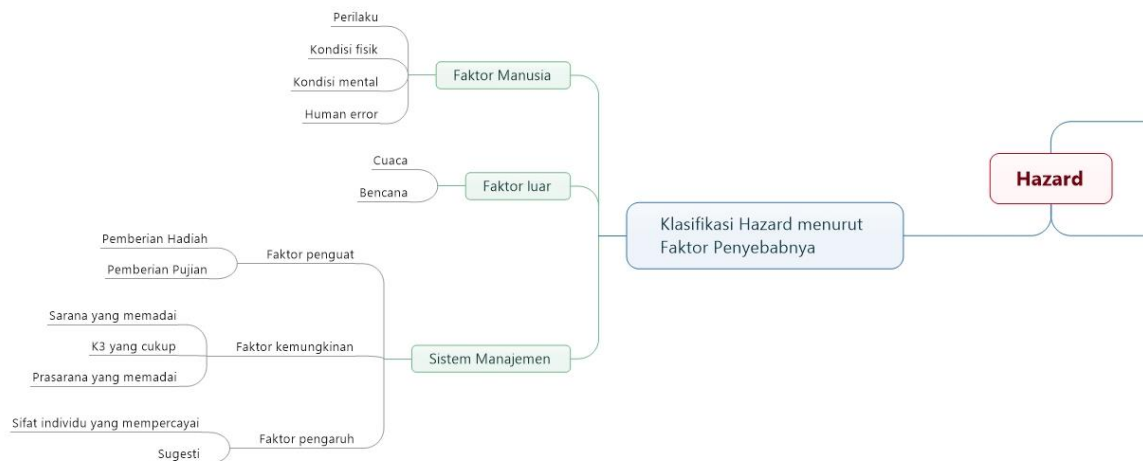 Perilaku
Kondisi fisik
Kondisi mental
Human error
Faktor Manusia
Cuaca
Bencana
Faktor luar
Pemberian Hadiah
Pemberian Pujian
Faktor penguat
Sarana yang memadai
K3 yang cukup
Prasarana yang memadai
Faktor kemungkinan
Sifat individu yang mempercayai
Sugesti
Faktor pengaruh
Sistem Manajemen
Klasifikasi Hazard menurut
Faktor Penyebabnya
Hazard